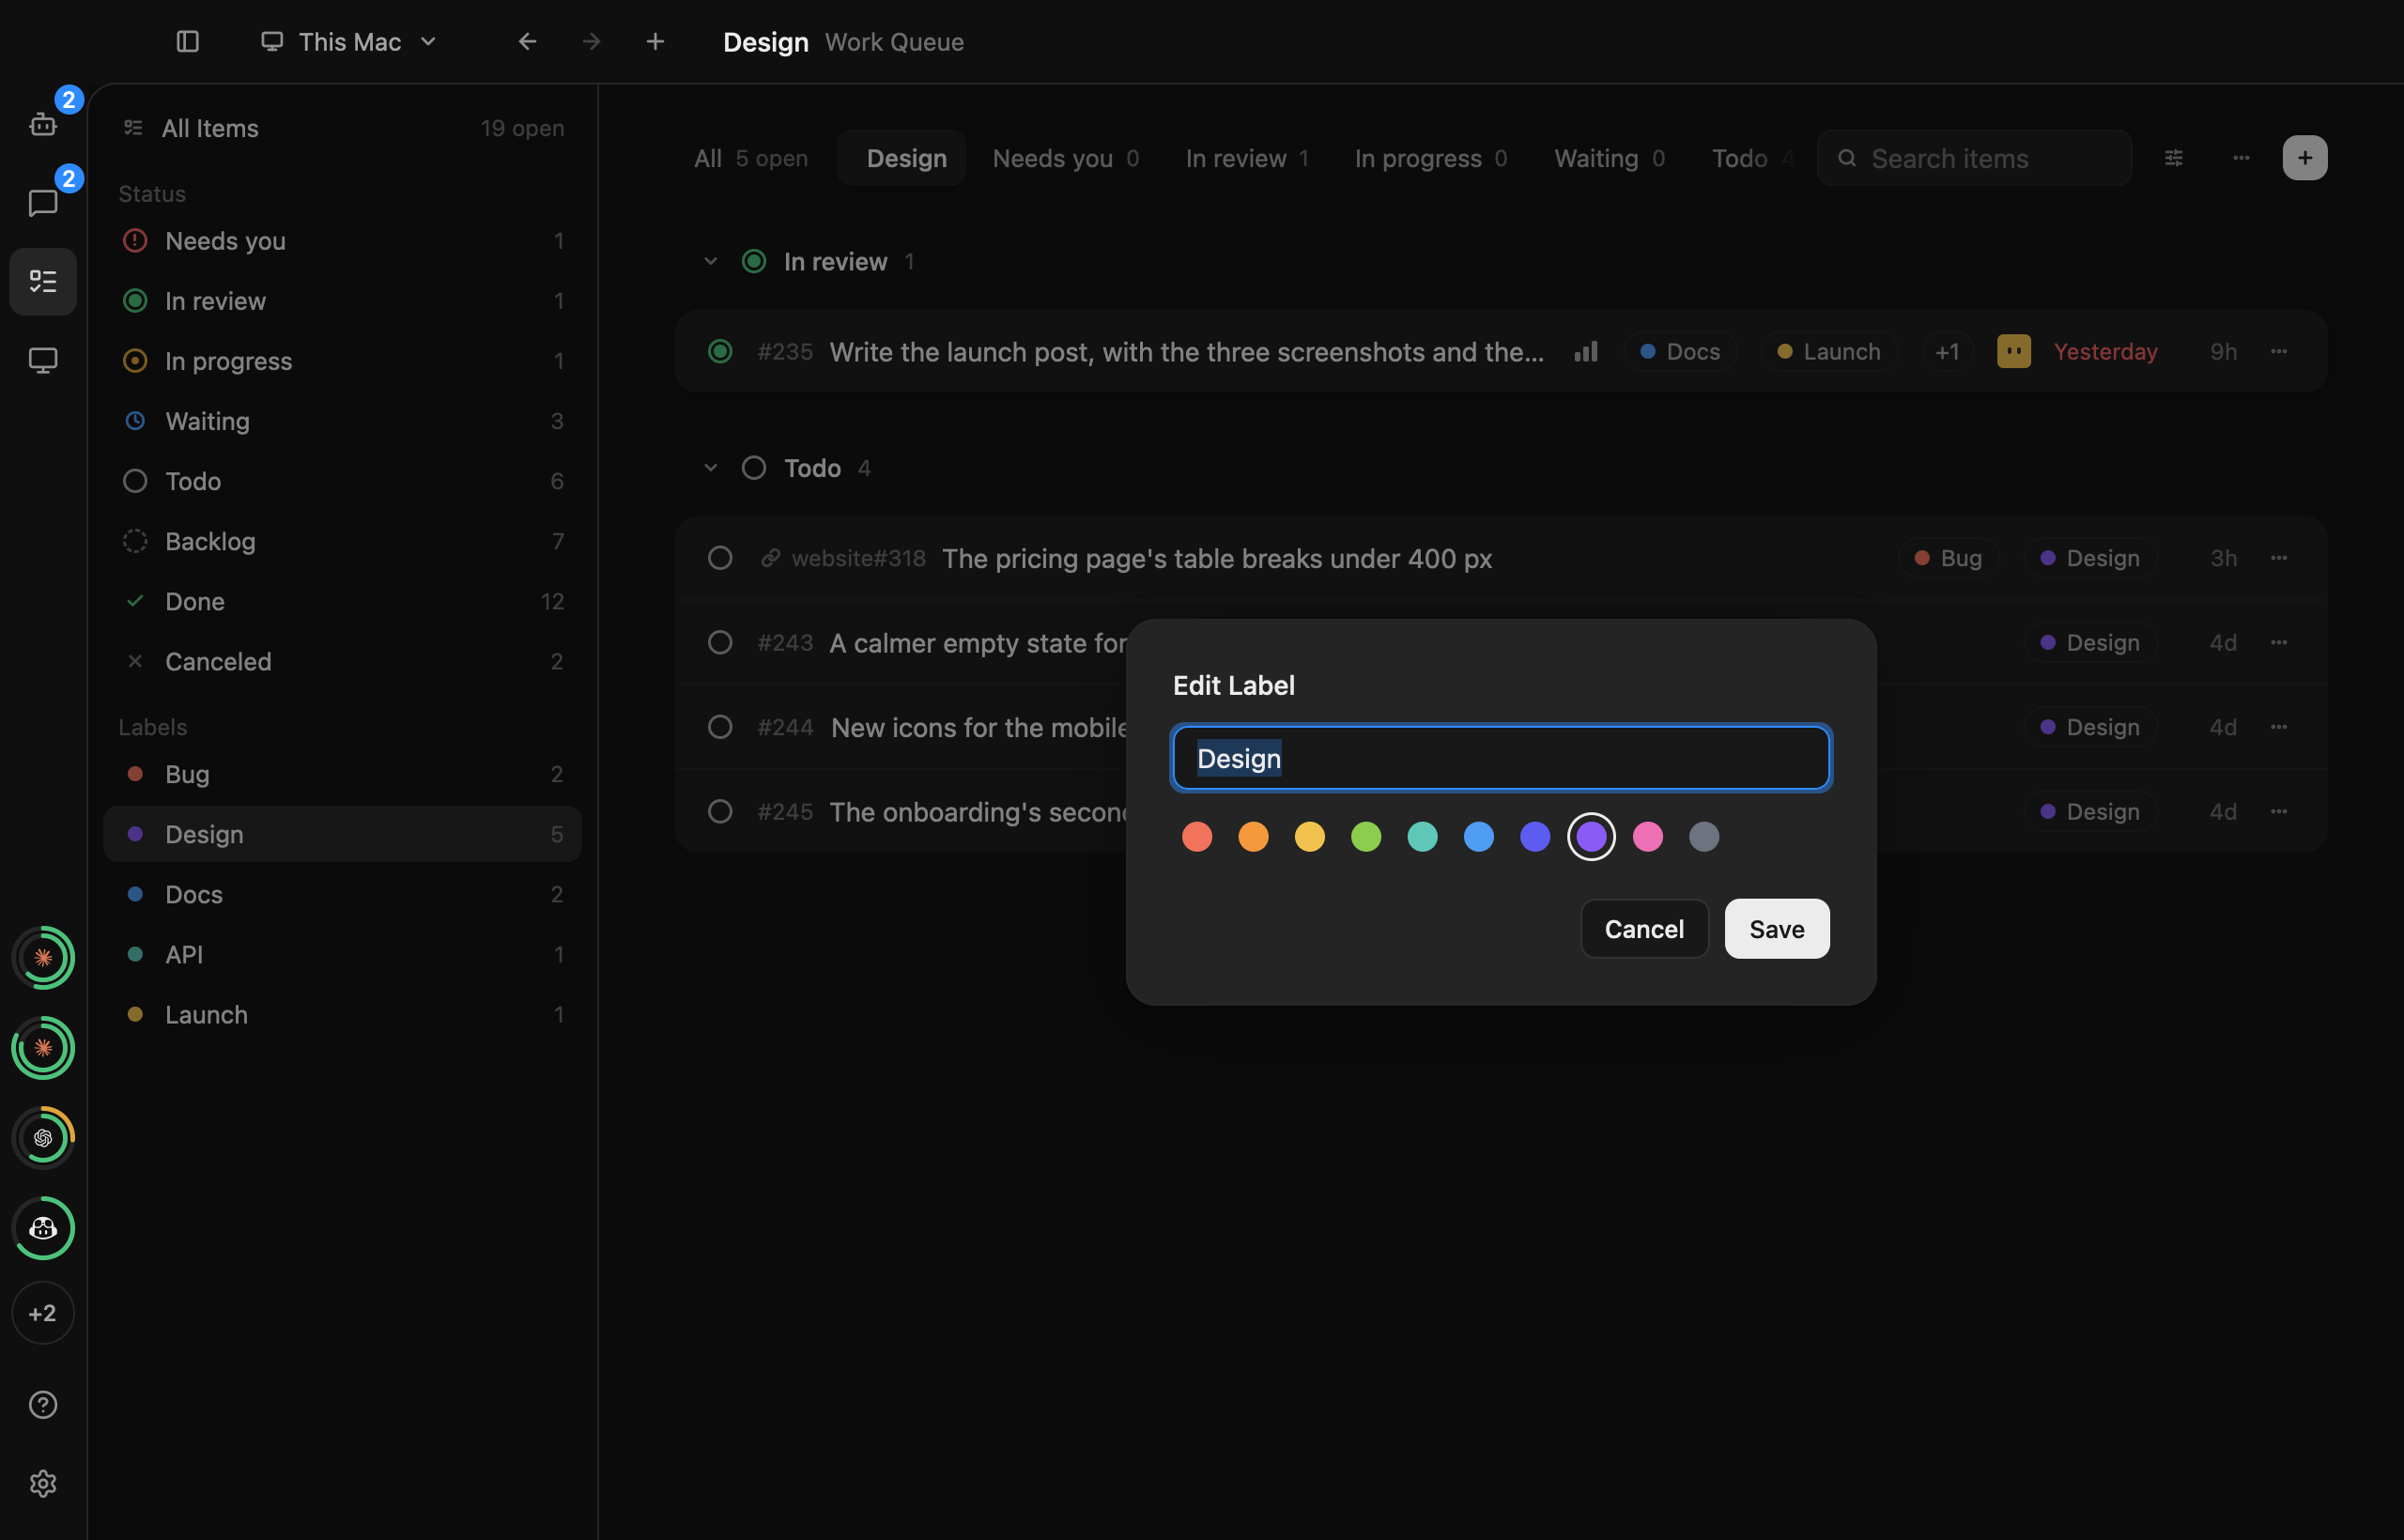 This Mac
Design Work Queue
2
2
+2
All Items 19 open
Status
Needs you 1
In review 1
In progress 1
Waiting 3
Todo 6
Backlog 7
Done 12
Canceled 2
Labels
Bug 2
Design 5
Docs 2
API 1
Launch 1
All 5 open Design Needs you 0 In review 1 In progress 0 Waiting 0 Todo 4 Search items
In review 1
#235 Write the launch post, with the three screenshots and the... Docs Launch +1 Yesterday 9h
Todo 4
website#318 The pricing page's table breaks under 400 px Bug Design 3h
#243 A calmer empty state for Design 4d
#244 New icons for the mobile Design 4d
#245 The onboarding's second Design 4d
Edit Label
Design
Cancel Save